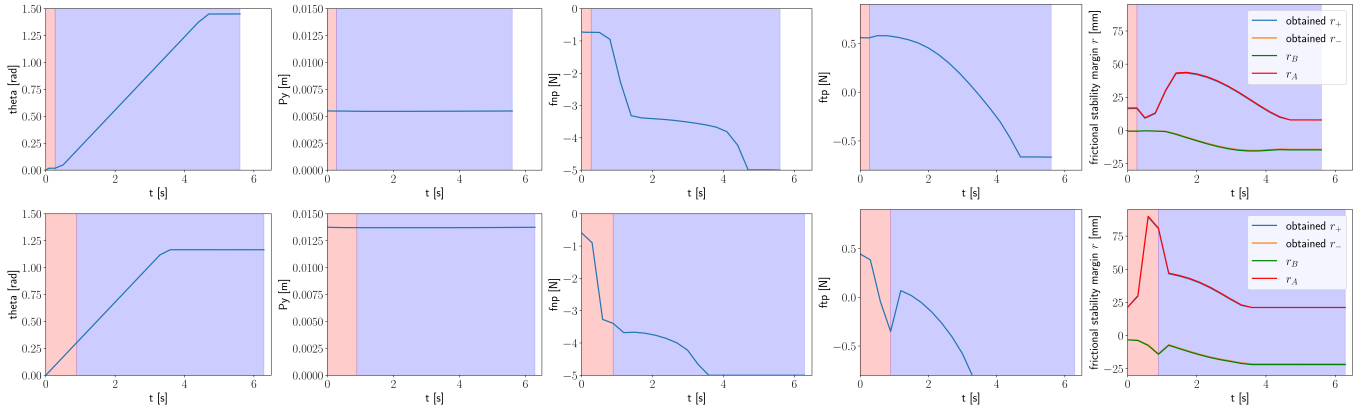 1.50
1.25
1.00
0.75
0.50
0.25
0.00
theta [rad]
0 2 4 6
t [s]
0.0150
0.0125
0.0100
0.0075
0.0050
0.0025
0.0000
Py [m]
0 2 4 6
t [s]
0
−1
−2
−3
−4
−5
fnp [N]
0 2 4 6
t [s]
0.5
0.0
−0.5
ftp [N]
0 2 4 6
t [s]
75
50
25
0
−25
frictional stability margin r [mm]
obtained r+
obtained r−
rB
rA
0 2 4 6
t [s]
1.50
1.25
1.00
0.75
0.50
0.25
0.00
theta [rad]
0 2 4 6
t [s]
0.0150
0.0125
0.0100
0.0075
0.0050
0.0025
0.0000
Py [m]
0 2 4 6
t [s]
0
−1
−2
−3
−4
−5
fnp [N]
0 2 4 6
t [s]
0.5
0.0
−0.5
ftp [N]
0 2 4 6
t [s]
75
50
25
0
−25
frictional stability margin r [mm]
obtained r+
obtained r−
rB
rA
0 2 4 6
t [s]